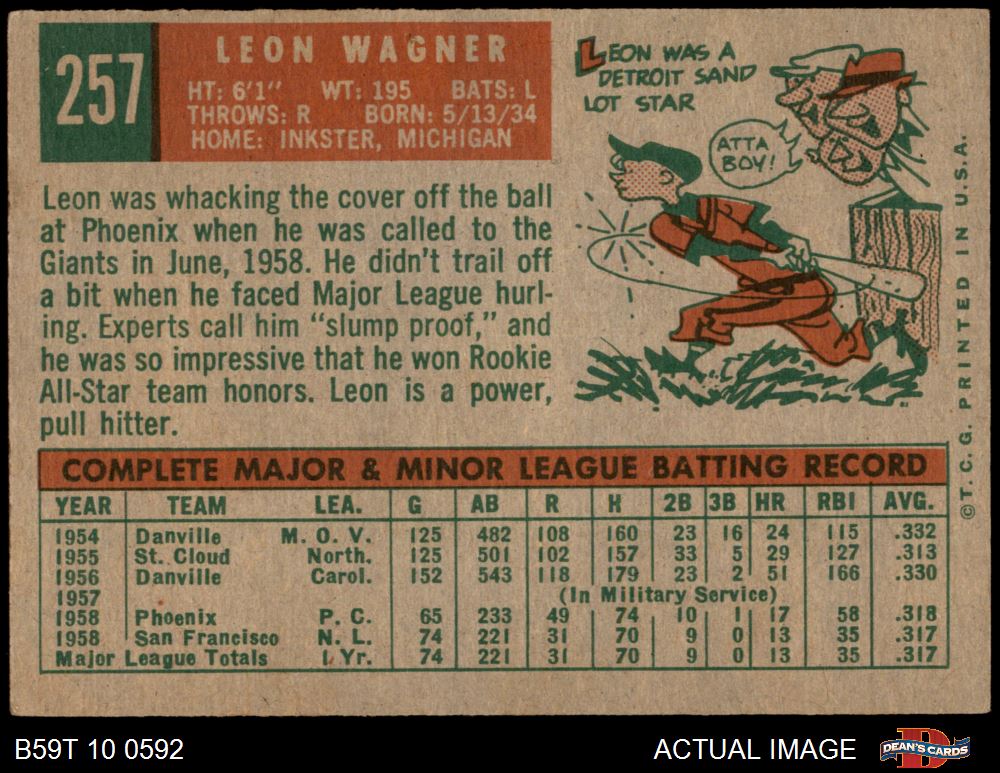 257
LEON WAGNER
HT: 6'1" WT: 195 BATS: L
THROWS: R BORN: 5/13/34
HOME: INKSTER, MICHIGAN
LEON WAS A
DETROIT SAND
LOT STAR
ATTA
BOY!
Leon was whacking the cover off the ball
at Phoenix when he was called to the
Giants in June, 1958. He didn't trail off
a bit when he faced Major League hurl-
ing. Experts call him "slump proof," and
he was so impressive that he won Rookie
All-Star team honors. Leon is a power,
pull hitter.
COMPLETE MAJOR & MINOR LEAGUE BATTING RECORD
YEAR TEAM LEA. G AB R H 2B 3B HR RBI AVG.
1954 Danville M. O. V. 125 482 108 160 23 16 24 115 .332
1955 St. Cloud North. 125 501 102 157 33 5 29 127 .313
1956 Danville Carol. 152 543 118 179 23 2 51 166 .330
1957 (In Military Service)
1958 Phoenix P. C. 65 233 49 74 10 1 17 58 .318
1958 San Francisco N. L. 74 221 31 70 9 0 13 35 .317
Major League Totals 1 Yr. 74 221 31 70 9 0 13 35 .317
©T. C. G. PRINTED IN U.S.A.
B59T 10 0592
ACTUAL IMAGE
DEAN'S CARDS